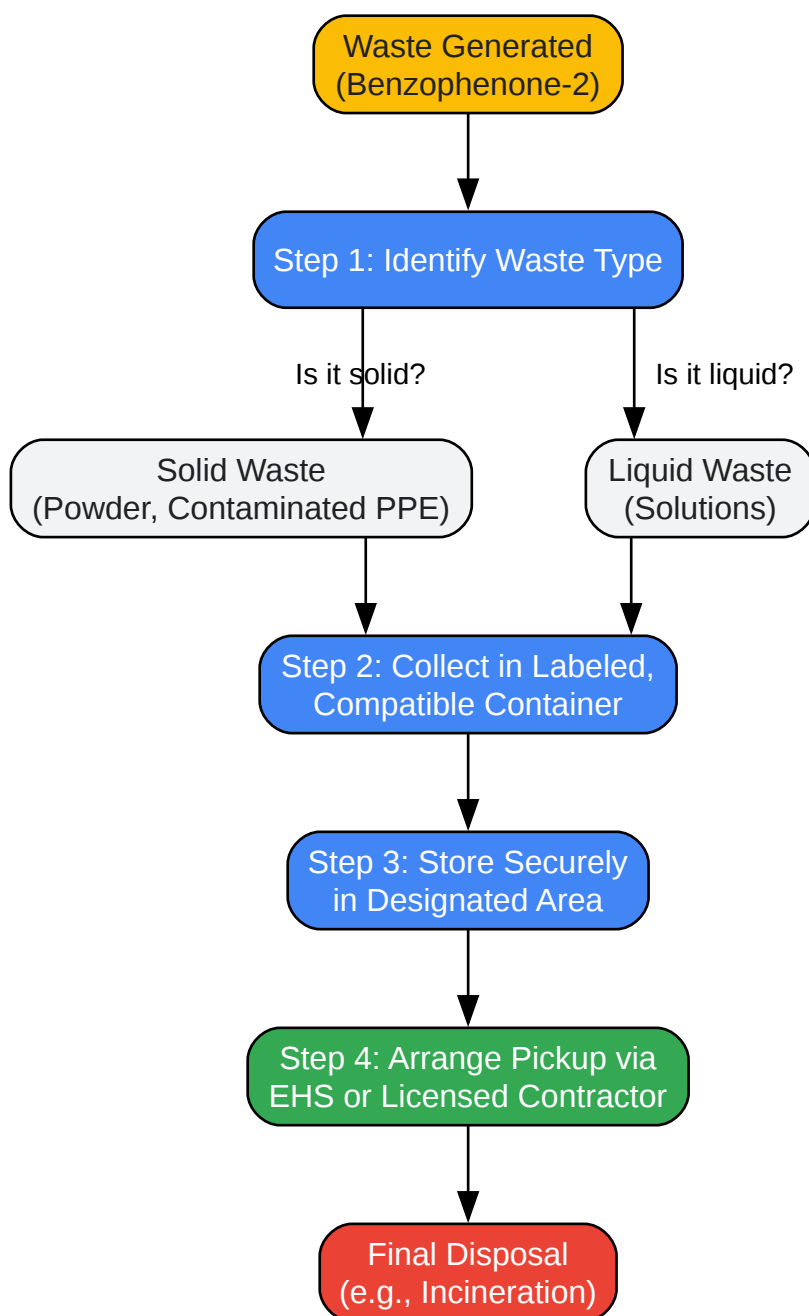 Waste Generated
(Benzophenone-2)
Step 1: Identify Waste Type
Is it solid?
Is it liquid?
Solid Waste
(Powder, Contaminated PPE)
Liquid Waste
(Solutions)
Step 2: Collect in Labeled,
Compatible Container
Step 3: Store Securely
in Designated Area
Step 4: Arrange Pickup via
EHS or Licensed Contractor
Final Disposal
(e.g., Incineration)